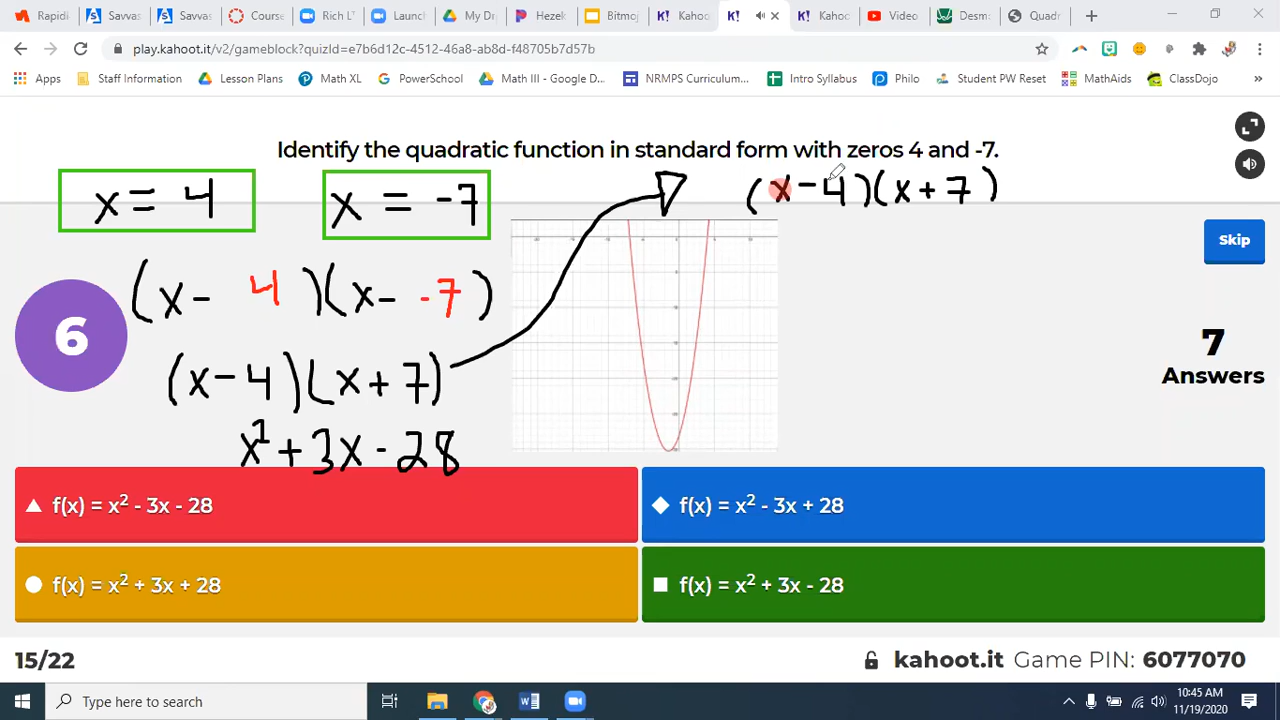 Rapidi
Savvas
Savvas
Course
Rich LT
Launch
My Dr
Hezek
Bitmoj
Kahoo
K!
Kahoo
Video
Desmo
Quadr
play.kahoot.it/v2/gameblock?quizId=e7b6d12c-4512-46a8-ab8d-f48705b7d57b
Apps Staff Information Lesson Plans Math XL PowerSchool Math III - Google D... NRMPS Curriculum... Intro Syllabus Philo Student PW Reset MathAids ClassDojo
Identify the quadratic function in standard form with zeros 4 and -7.
x = 4
x = -7
(x-4)(x+7)
(x- 4)(x- -7)
Skip
6
7
Answers
(x-4)(x+7)
x² + 3x - 28
f(x) = x² - 3x - 28
f(x) = x² - 3x + 28
f(x) = x² + 3x + 28
f(x) = x² + 3x - 28
15/22
kahoot.it Game PIN: 6077070
Type here to search
10:45 AM
11/19/2020